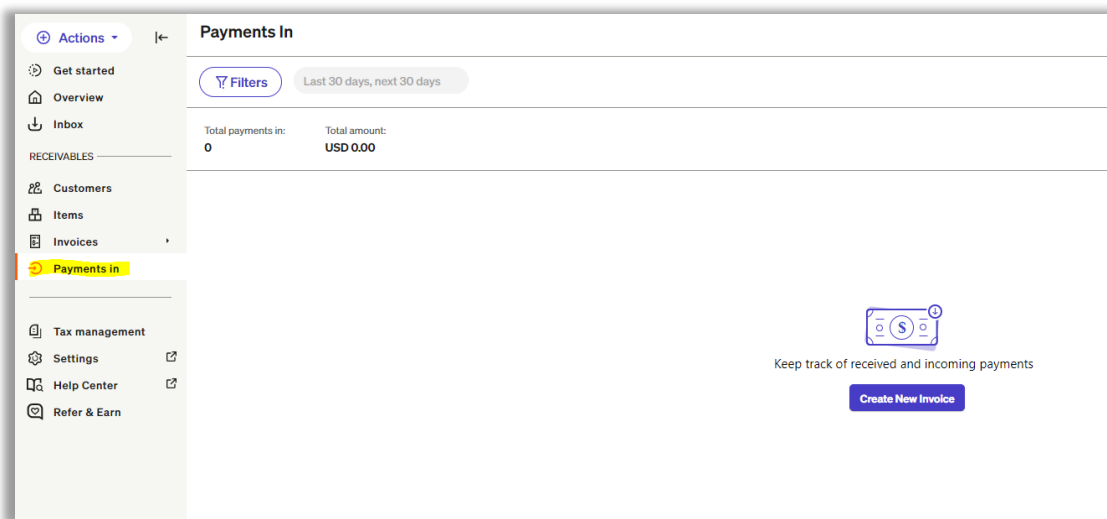 Actions
Get started
Overview
Inbox
RECEIVABLES
Customers
Items
Invoices
Payments in
Tax management
Settings
Help Center
Refer & Earn
Payments In
Filters
Last 30 days, next 30 days
Total payments in:
0
Total amount:
USD 0.00
$
Keep track of received and incoming payments
Create New Invoice